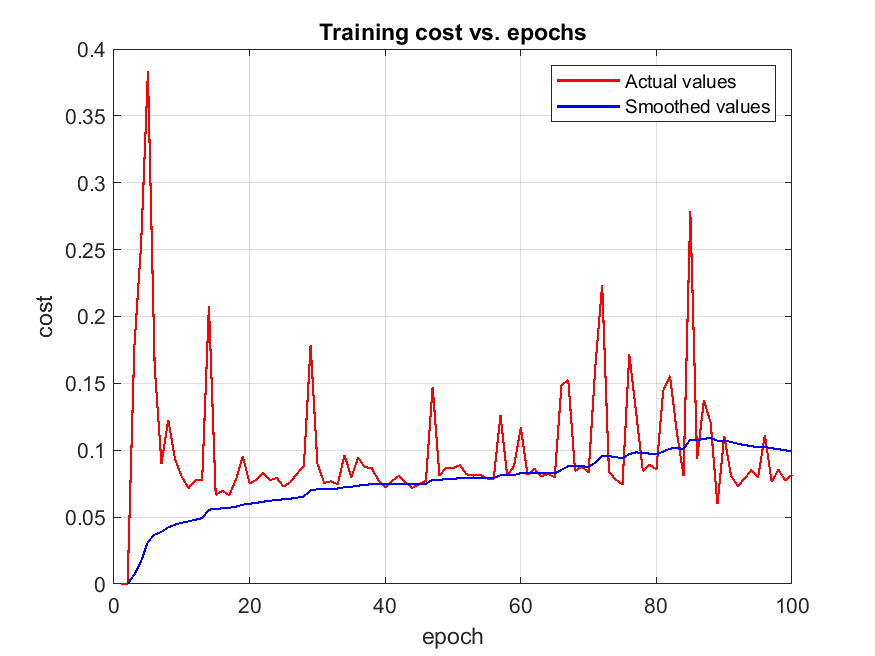 Training cost vs. epochs
Actual values
Smoothed values
0.4
0.35
0.3
0.25
0.2
0.15
0.1
0.05
0
cost
0 20 40 60 80 100
epoch